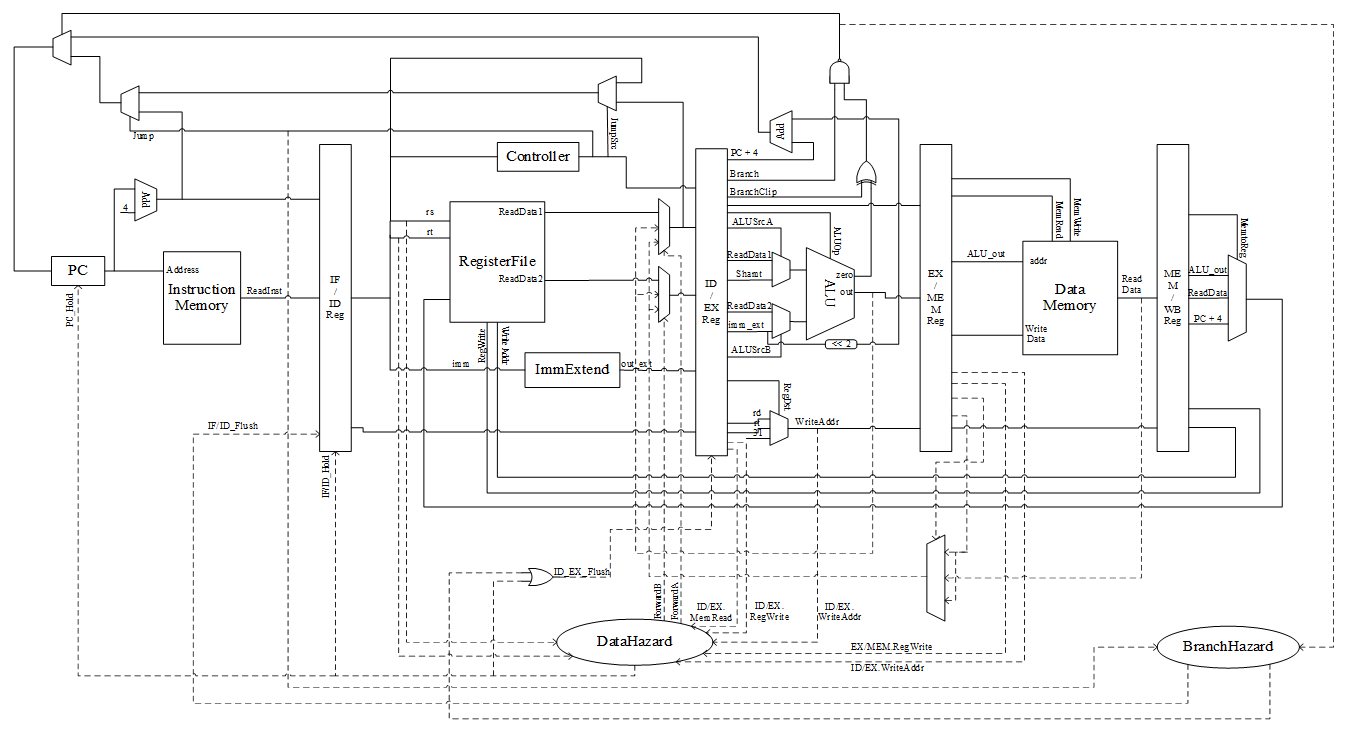 Jump
JumpSrc
Controller
Add
PC + 4
Branch
BranchClip
Add
4
rs
rt
ReadData1
RegisterFile
ReadData2
RegWrite
Write Addr
ALUSrcA
ALUOp
ReadData1
Shamt
ReadData2
imm_ext
ALUSrcB
zero
out
ALU
<< 2
PC
PC_Hold
Address
Instruction
Memory
ReadInst
IF
/
ID
Reg
ID
/
EX
Reg
EX
/
ME
M
Reg
ME
M
/
WB
Reg
MemWrite
MemRead
ALU_out
addr
Data
Memory
Write
Data
Read
Data
MemtoReg
ALU_out
ReadData
PC + 4
imm
ImmExtend
out_ext
RegDst
rd
rt
31
WriteAddr
IF/ID_Flush
IF/ID_Hold
ID_EX_Flush
ForwardB
ForwardA
ID/EX.
MemRead
ID/EX.
RegWrite
ID/EX.
WriteAddr
DataHazard
EX/MEM.RegWrite
ID/EX.WriteAddr
BranchHazard